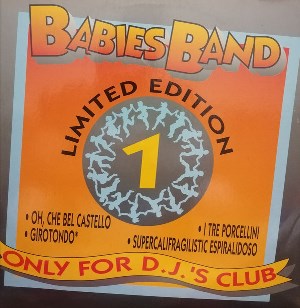 BABIES BAND
LIMITED EDITION
1
• OH, CHE BEL CASTELLO
• GIROTONDO*
• I TRE PORCELLINI
• SUPERCALIFRAGILISTIC ESPIRALIDOSO
ONLY FOR D.J.'S CLUB